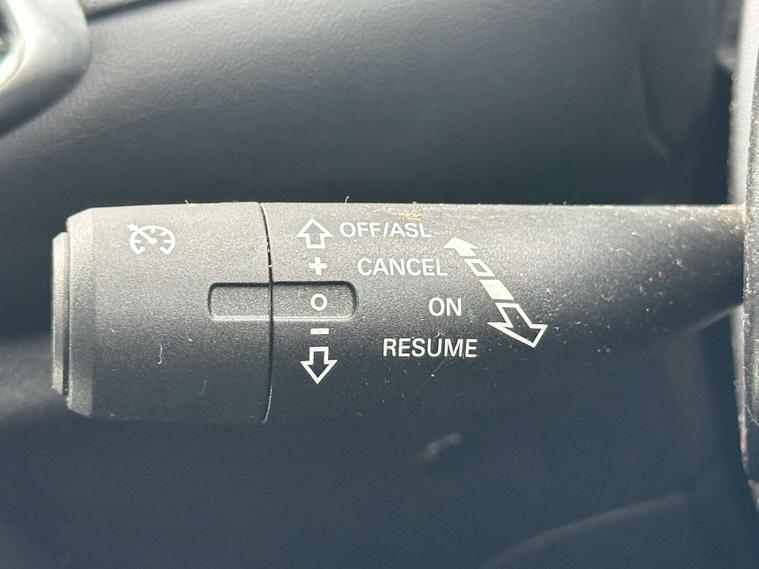 OFF/ASL
+ CANCEL
O ON
–
RESUME